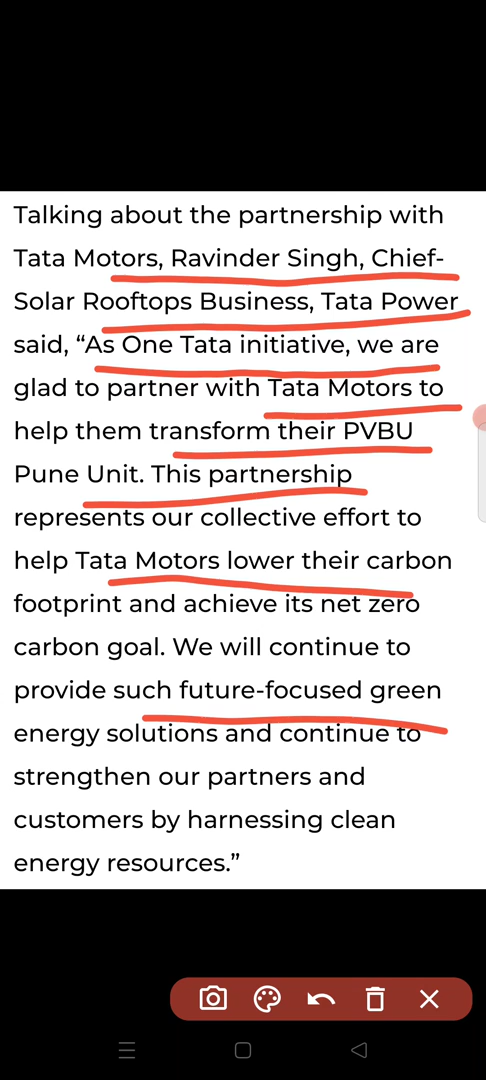 Talking about the partnership with
Tata Motors, Ravinder Singh, Chief-
Solar Rooftops Business, Tata Power
said, “As One Tata initiative, we are
glad to partner with Tata Motors to
help them transform their PVBU
Pune Unit. This partnership
represents our collective effort to
help Tata Motors lower their carbon
footprint and achieve its net zero
carbon goal. We will continue to
provide such future-focused green
energy solutions and continue to
strengthen our partners and
customers by harnessing clean
energy resources.”